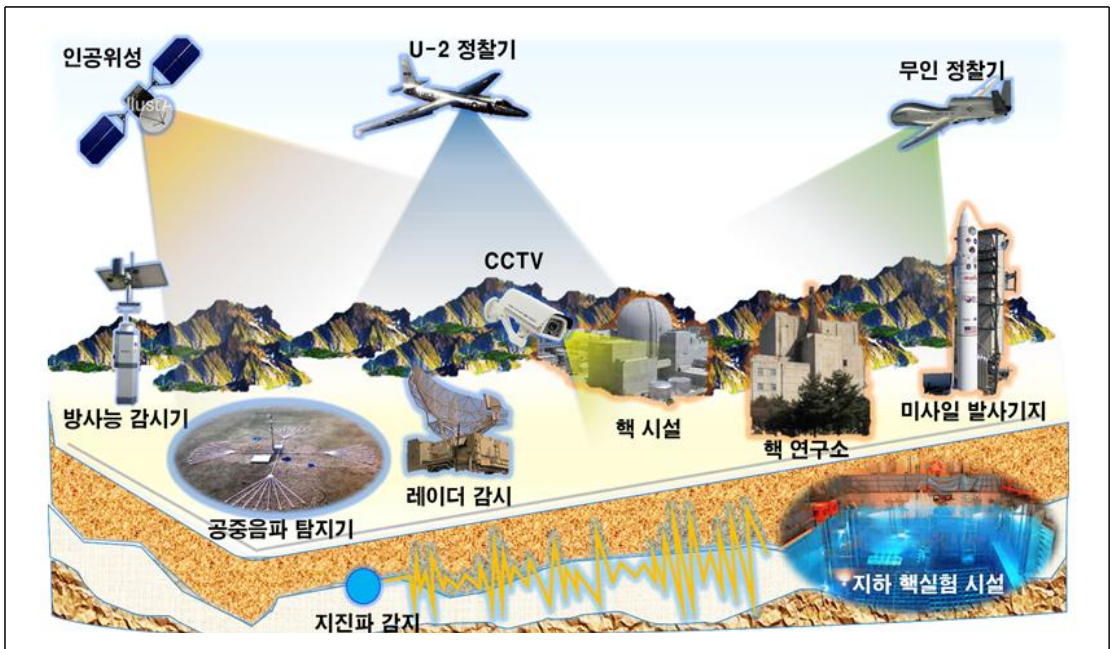 인공위성
U-2 정찰기
무인 정찰기
CCTV
방사능 감시기
공중음파 탐지기
레이더 감시
핵 시설
핵 연구소
미사일 발사기지
지진파 감지
지하 핵실험 시설